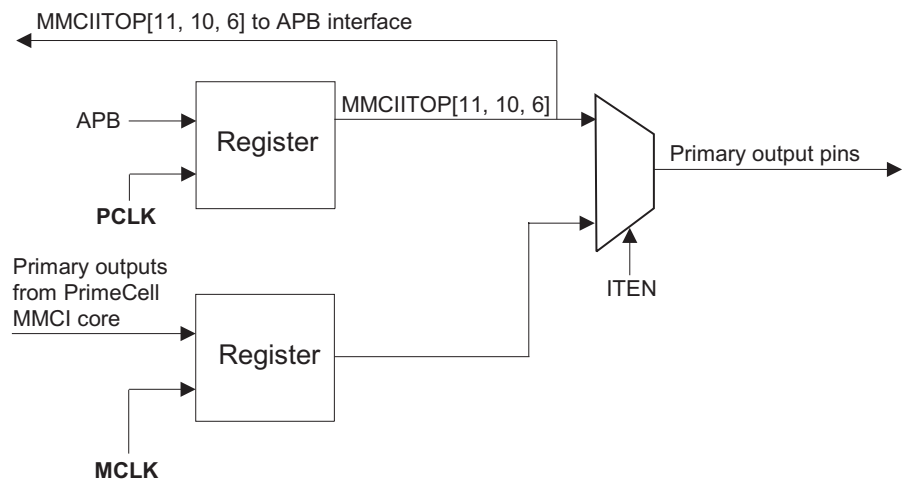 MMCIITOP[11, 10, 6] to APB interface
MMCIITOP[11, 10, 6]
APB
Register
Primary output pins
PCLK
Primary outputs
from PrimeCell
MMCI core
ITEN
Register
MCLK